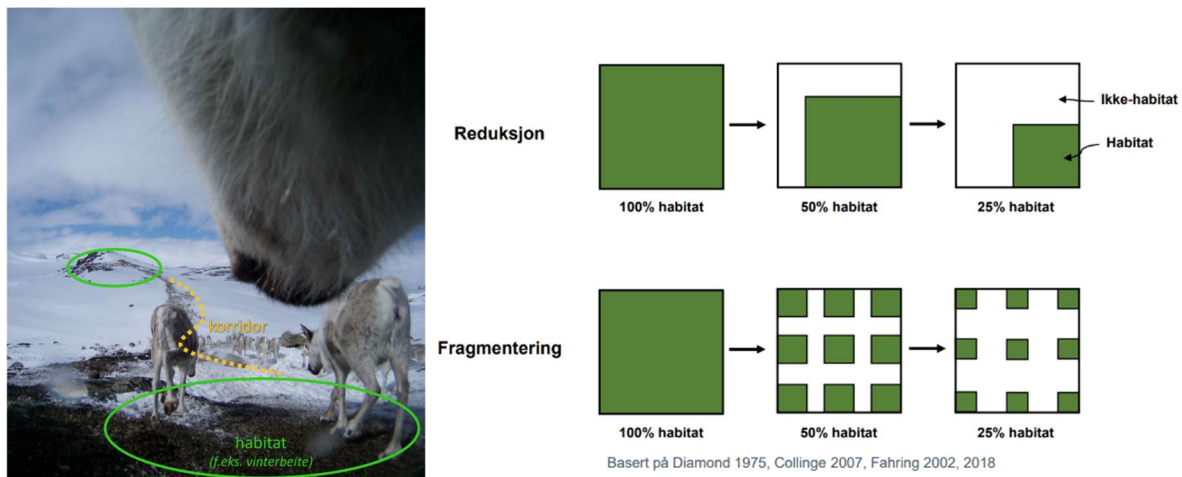 korridor
habitat
(f.eks. vinterbeite)
Reduksjon
100% habitat
50% habitat
25% habitat
Ikke-habitat
Habitat
Fragmentering
100% habitat
50% habitat
25% habitat
Basert på Diamond 1975, Collinge 2007, Fahring 2002, 2018